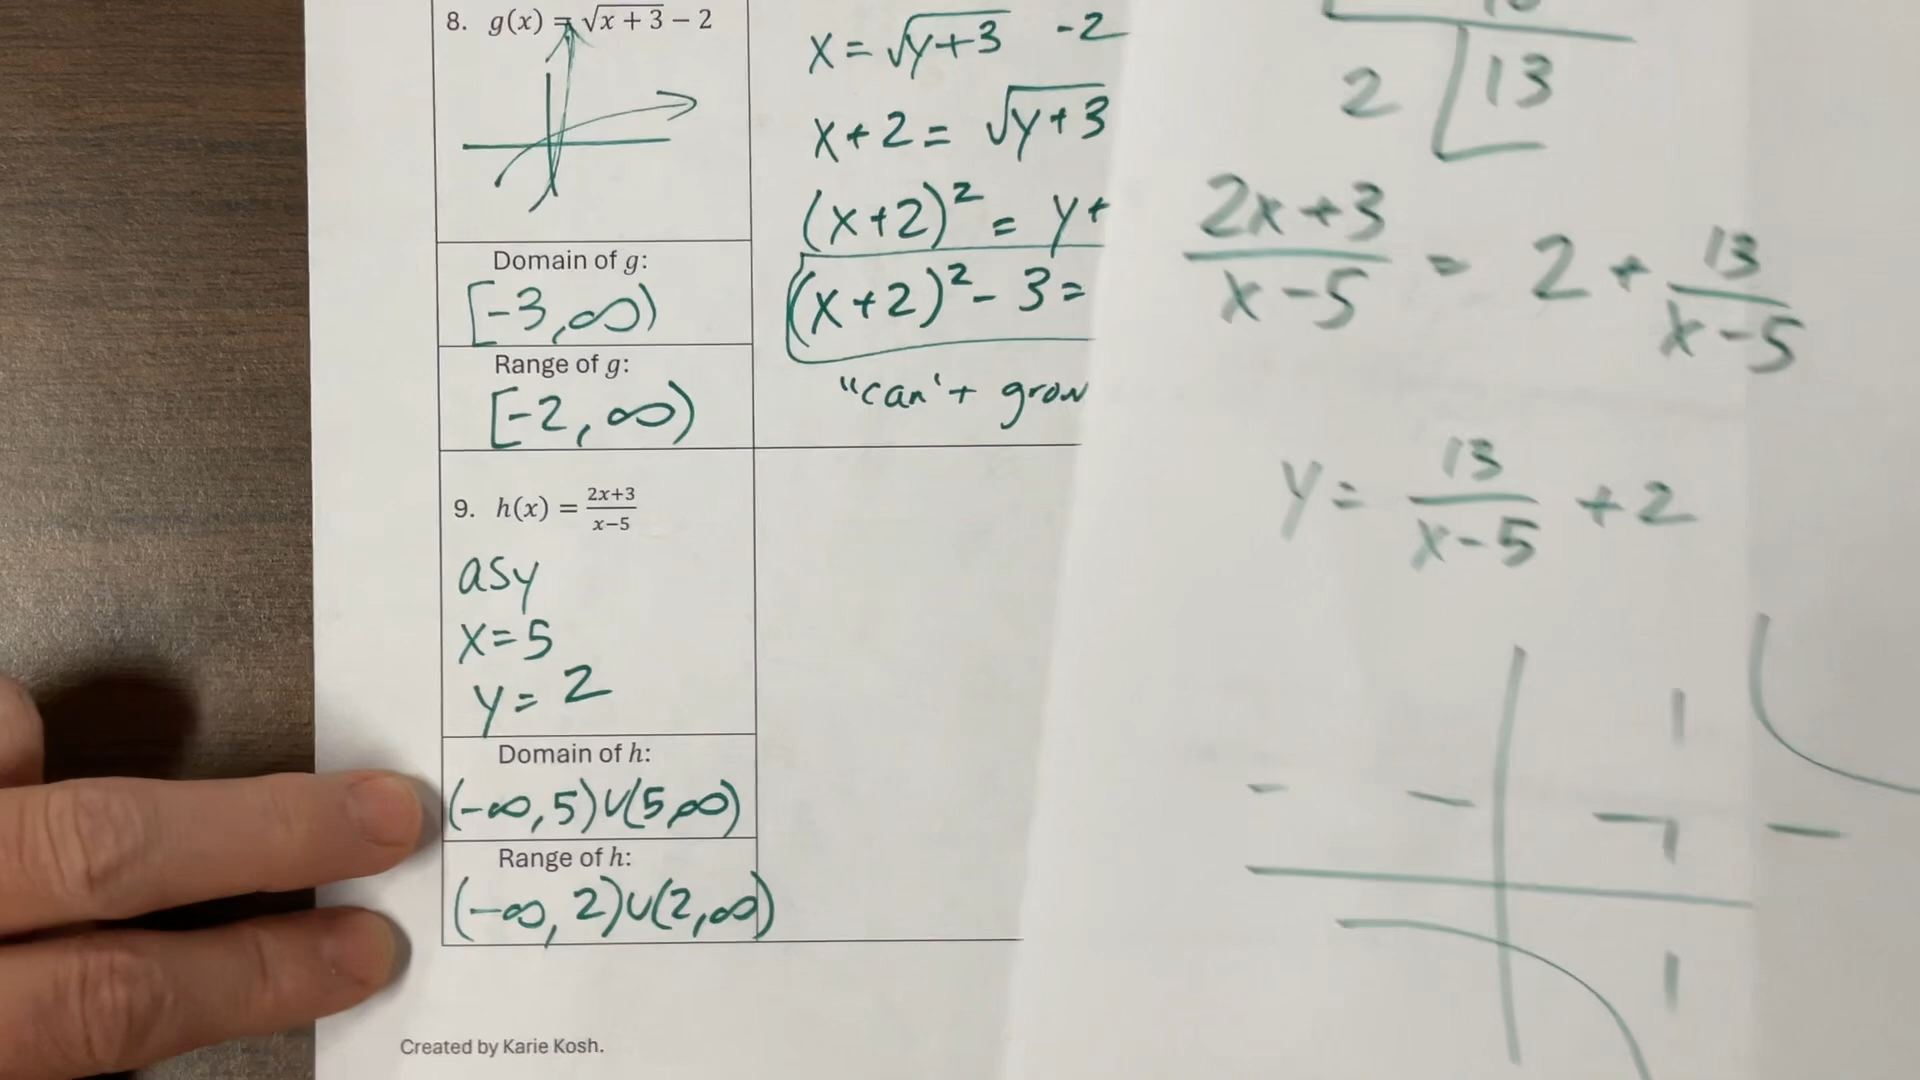 8. g(x) = √x + 3 − 2
Domain of g:
[-3,∞)
Range of g:
[-2, ∞)
x = √y+3 -2
x+2 = √y+3
(x+2)² = y+
(x+2)² - 3 =
"can't grow
9. h(x) = 2x+3/x−5
asy
x=5
y= 2
Domain of h:
(-∞,5)∪(5,∞)
Range of h:
(-∞, 2)∪(2,∞)
Created by Karie Kosh.
2 13
2x+3/x-5 = 2 + 13/x-5
y= 13/x-5 +2